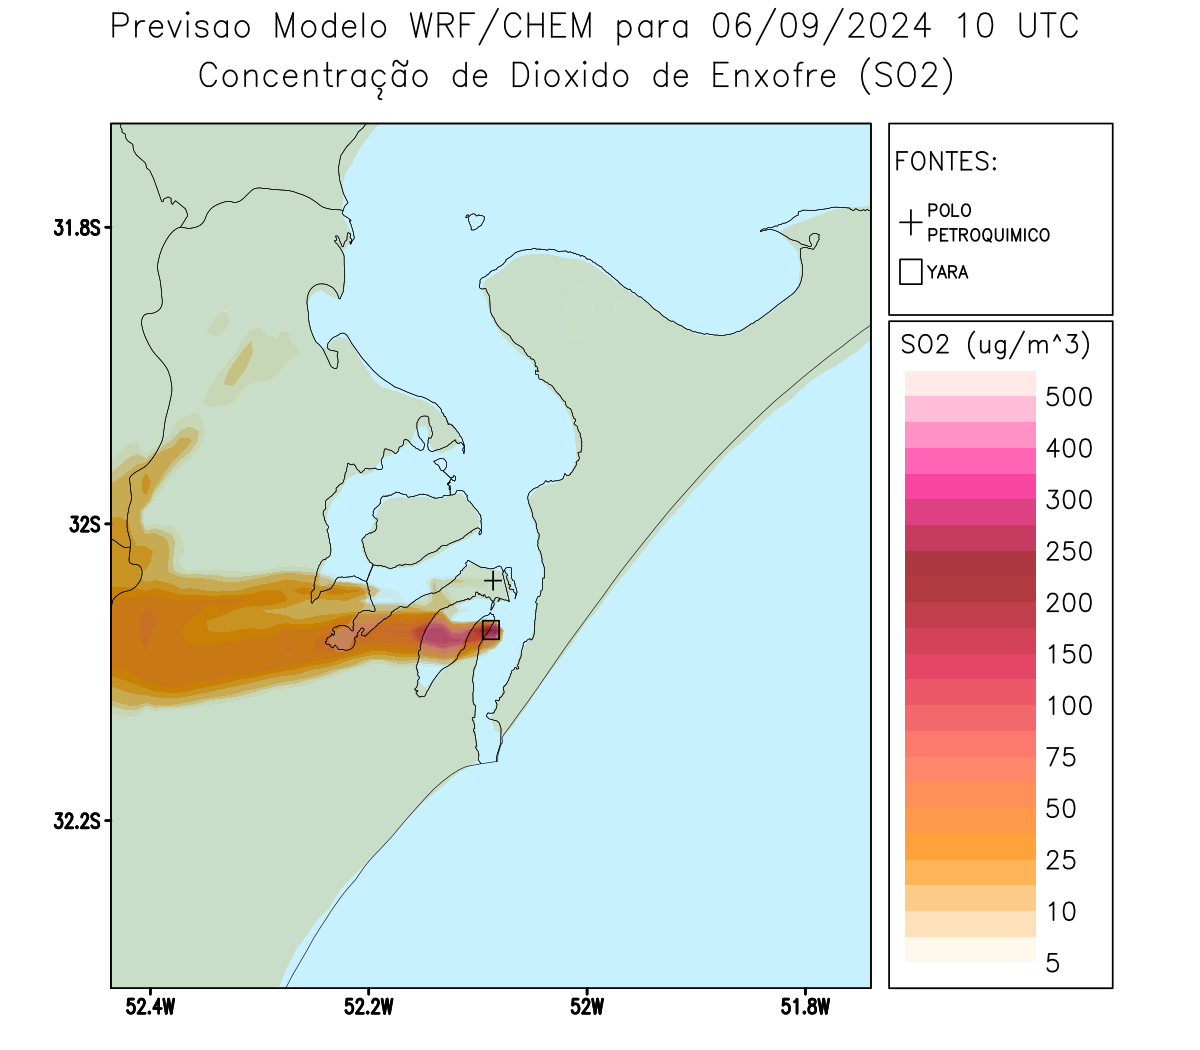 Previsao Modelo WRF/CHEM para 06/09/2024 10 UTC
Concentração de Dioxido de Enxofre (SO2)
FONTES:
POLO
PETROQUIMICO
YARA
SO2 (ug/m^3)
500
400
300
250
200
150
100
75
50
25
10
5
31.8S
32S
32.2S
52.4W
52.2W
52W
51.8W